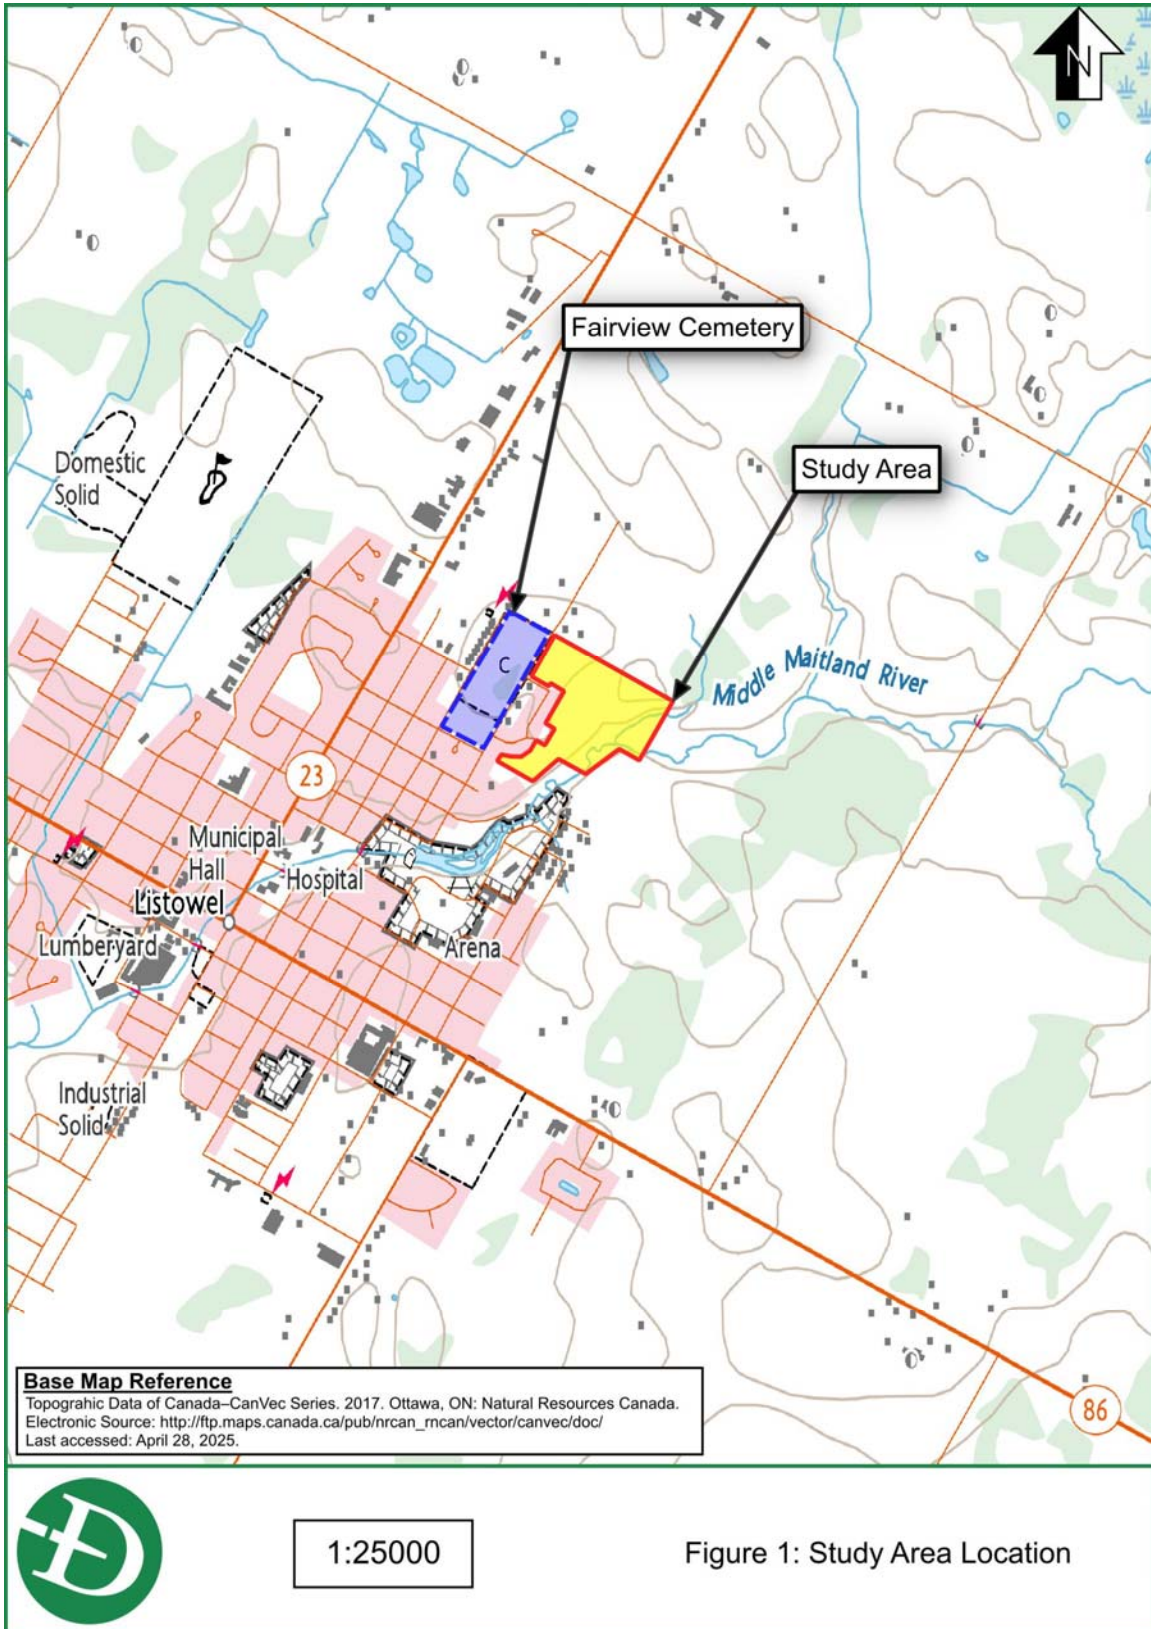 N
Fairview Cemetery
Study Area
Domestic
Solid
C
Middle Maitland River
23
Municipal
Hall
Hospital
Listowel
Lumberyard
Arena
Industrial
Solid
86
Base Map Reference
Topograhic Data of Canada–CanVec Series. 2017. Ottawa, ON: Natural Resources Canada.
Electronic Source: http://ftp.maps.canada.ca/pub/nrcan_rncan/vector/canvec/doc/
Last accessed: April 28, 2025.
D
1:25000
Figure 1: Study Area Location